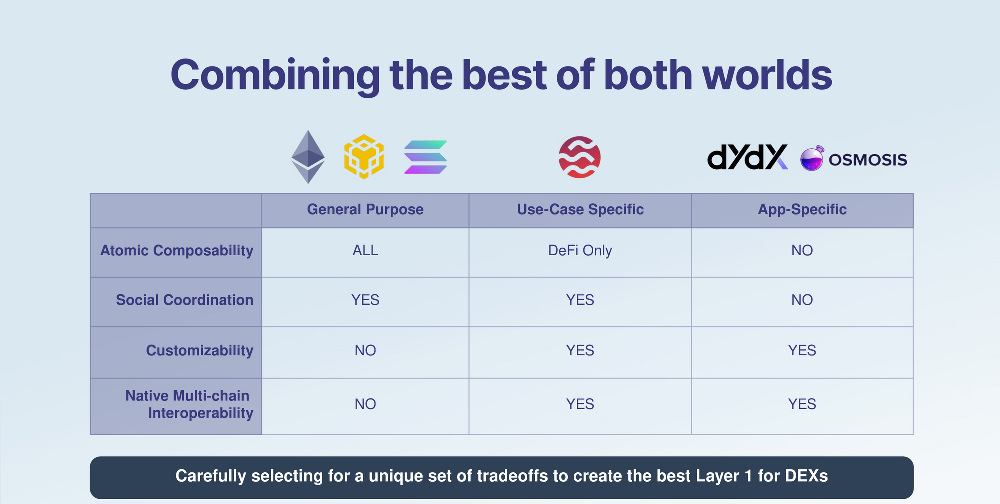 Combining the best of both worlds
dYdX OSMOSIS
General Purpose Use-Case Specific App-Specific
Atomic Composability ALL DeFi Only NO
Social Coordination YES YES NO
Customizability NO YES YES
Native Multi-chain
Interoperability NO YES YES
Carefully selecting for a unique set of tradeoffs to create the best Layer 1 for DEXs